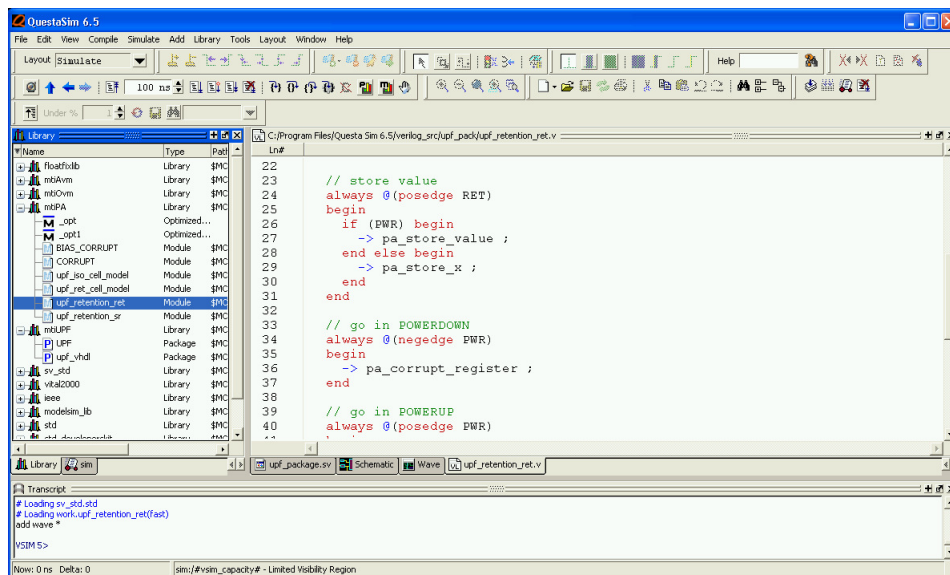 QuestaSim 6.5
File Edit View Compile Simulate Add Library Tools Layout Window Help
Layout Simulate
Help
100 ns
Under % 1
Library
C:/Program Files/Questa Sim 6.5/verilog_src/upf_pack/upf_retention_ret.v
Name Type Path
Ln#
floatfixlib Library $MC
mtiAvm Library $MC
mtiOvm Library $MC
mtiPA Library $MC
_opt Optimized...
_opt1 Optimized...
BIAS_CORRUPT Module $MC
CORRUPT Module $MC
upf_iso_cell_model Module $MC
upf_ret_cell_model Module $MC
upf_retention_ret Module $MC
upf_retention_sr Module $MC
mtiUPF Library $MC
UPF Package $MC
upf_vhdl Package $MC
sv_std Library $MC
vital2000 Library $MC
ieee Library $MC
modelsim_lib Library $MC
std Library $MC
std_developerskit Library $MC
22
23 // store value
24 always @(posedge RET)
25 begin
26 if (PWR) begin
27 -> pa_store_value ;
28 end else begin
29 -> pa_store_x ;
30 end
31 end
32
33 // go in POWERDOWN
34 always @(negedge PWR)
35 begin
36 -> pa_corrupt_register ;
37 end
38
39 // go in POWERUP
40 always @(posedge PWR)
Library sim
upf_package.sv Schematic Wave upf_retention_ret.v
Transcript
# Loading sv_std.std
# Loading work.upf_retention_ret(fast)
add wave *
VSIM 5>
Now: 0 ns Delta: 0 sim:/#vsim_capacity# - Limited Visibility Region